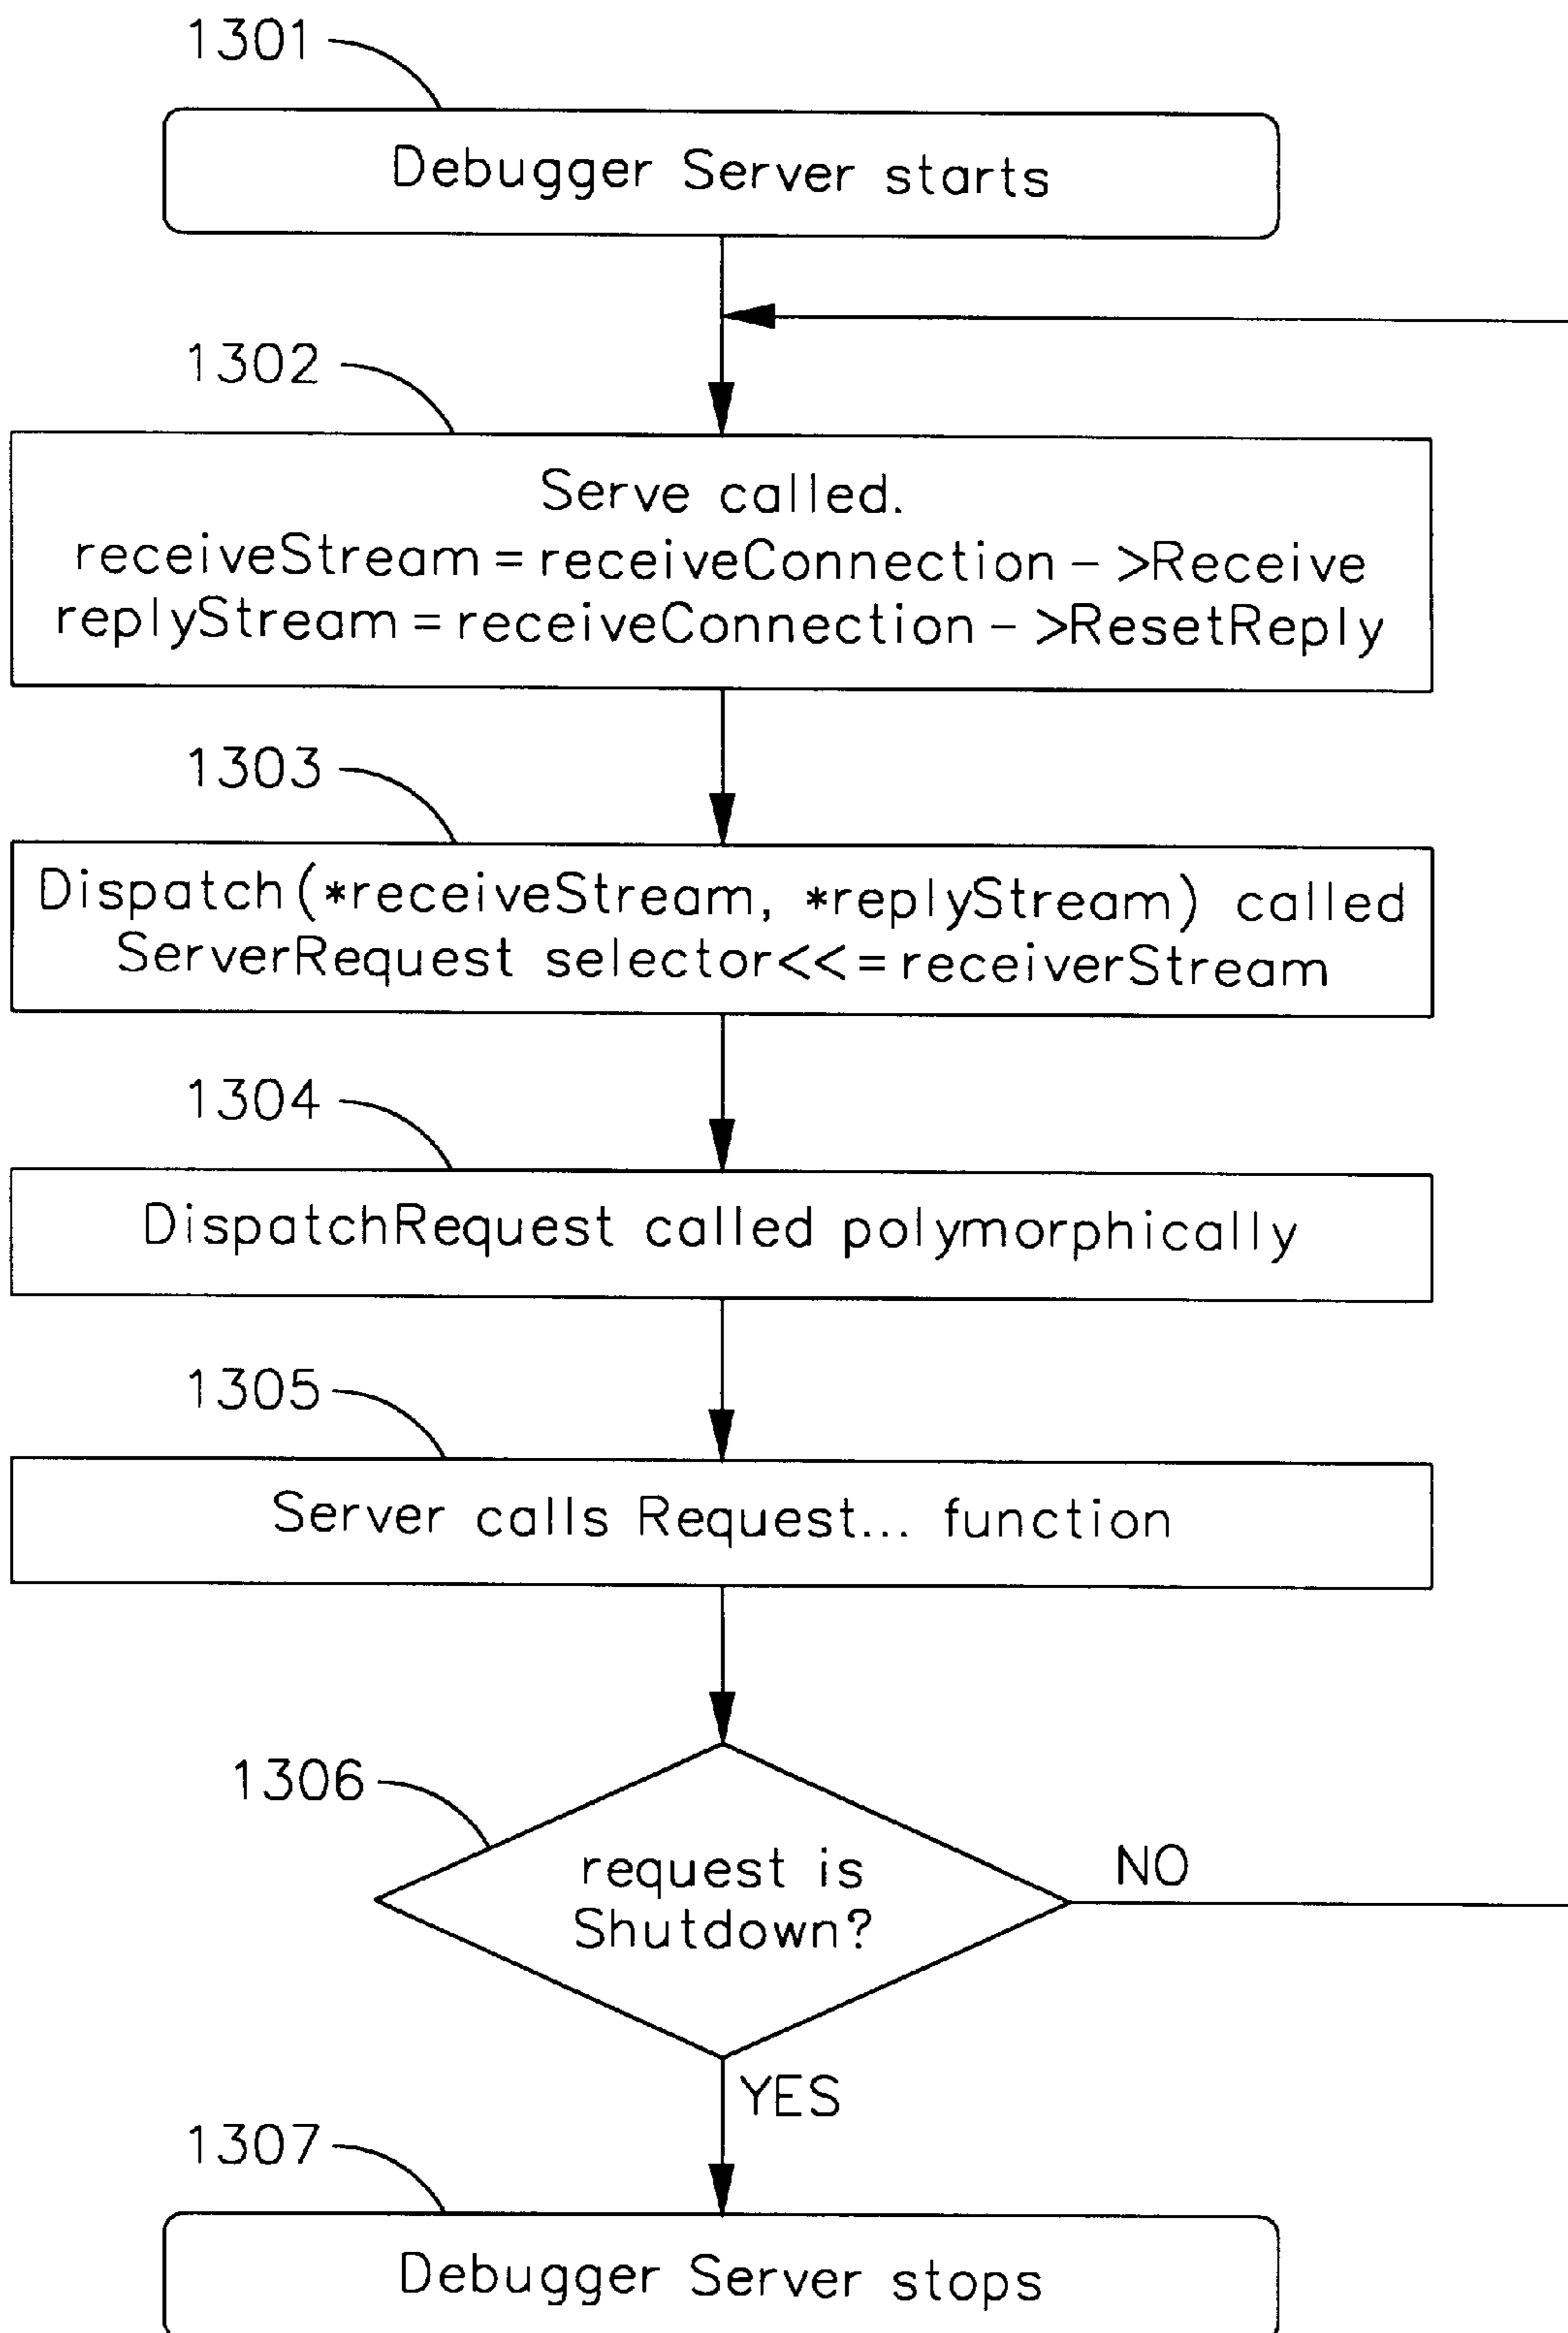 1301
Debugger Server starts
1302
Serve called.
receiveStream = receiveConnection - >Receive
replyStream = receiveConnection - >ResetReply
1303
Dispatch (*receiveStream, *replyStream) called
ServerRequest selector<<= receiverStream
1304
DispatchRequest called polymorphically
1305
Server calls Request... function
1306
request is
Shutdown?
NO
YES
1307
Debugger Server stops